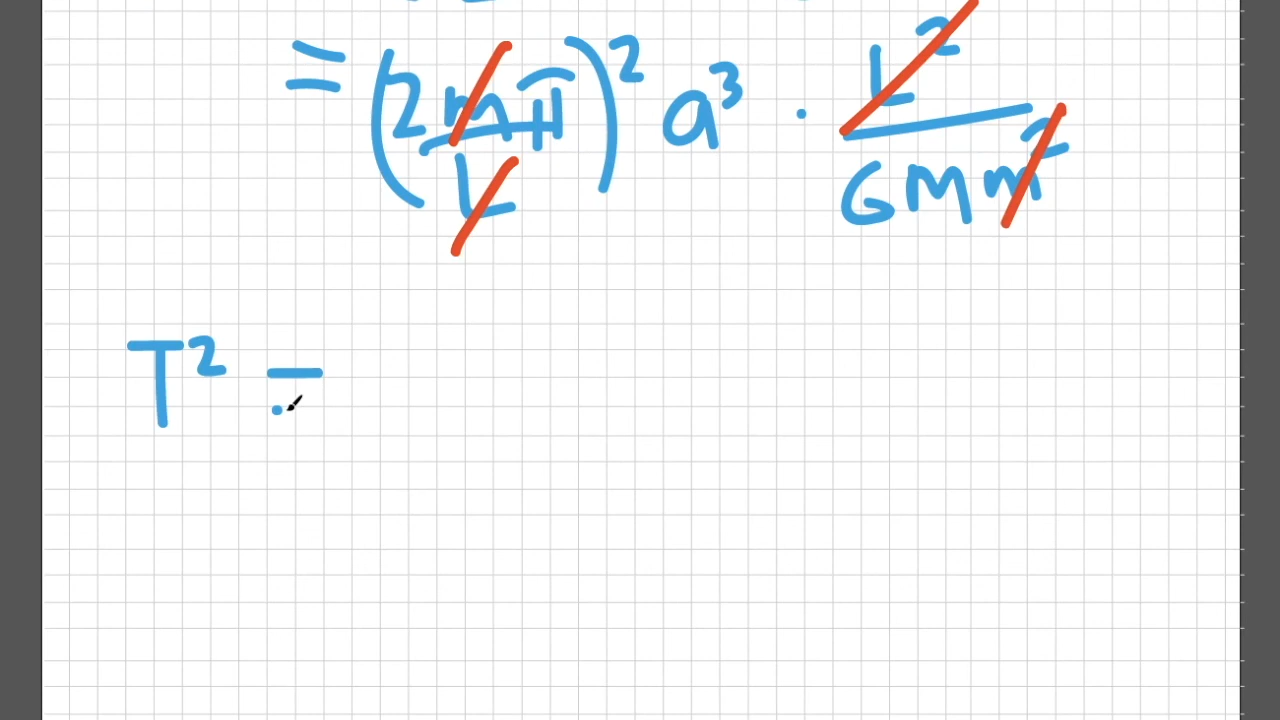 = (2mπ/L)² a³ · L²/GMm²
T² =